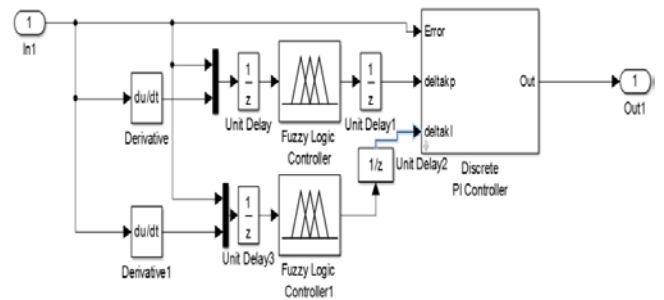 1
In1
Error
du/dt
Derivative
1
z
Unit Delay
Fuzzy Logic
Controller
1
z
Unit Delay1
deltakp
Out
1
Out1
deltakI
1/z
Unit Delay2
Discrete
PI Controller
du/dt
Derivative1
1
z
Unit Delay3
Fuzzy Logic
Controller1